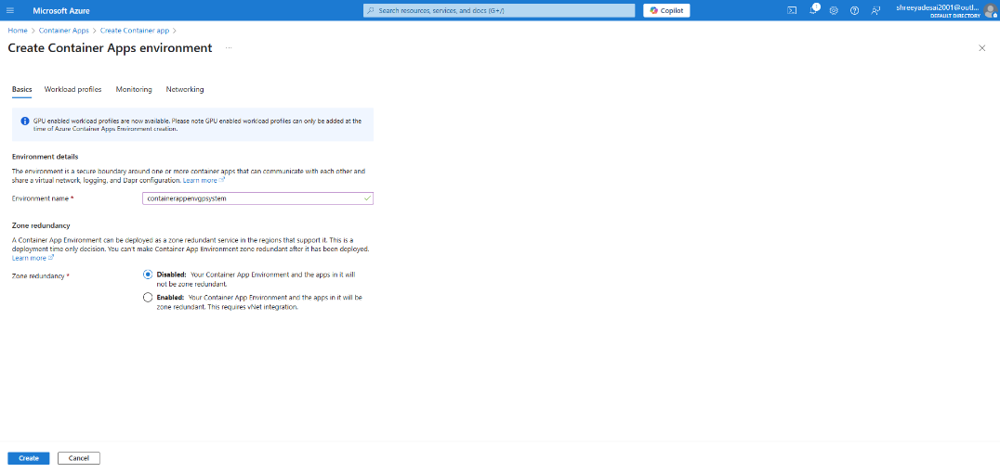 Microsoft Azure
Search resources, services, and docs (G+/)
Copilot
1
shreeyadesai2001@outl...
DEFAULT DIRECTORY
Home > Container Apps > Create Container app >
Create Container Apps environment ...
Basics Workload profiles Monitoring Networking
GPU enabled workload profiles are now available. Please note GPU enabled workload profiles can only be added at the
time of Azure Container Apps Environment creation.
Environment details
The environment is a secure boundary around one or more container apps that can communicate with each other and
share a virtual network, logging, and Dapr configuration. Learn more
Environment name *
containerappenvgpsystem
Zone redundancy
A Container App Environment can be deployed as a zone redundant service in the regions that support it. This is a
deployment time only decision. You can't make Container App Environment zone redundant after it has been deployed.
Learn more
Zone redundancy *
Disabled: Your Container App Environment and the apps in it will
not be zone redundant.
Enabled: Your Container App Environment and the apps in it will be
zone redundant. This requires vNet integration.
Create
Cancel